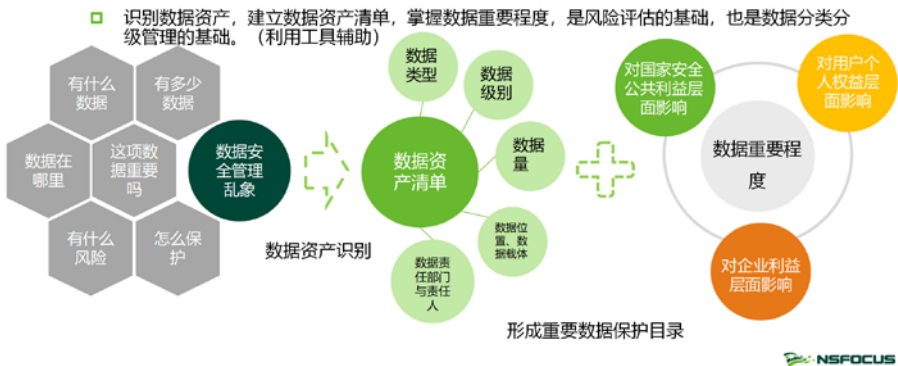 识别数据资产，建立数据资产清单，掌握数据重要程度，是风险评估的基础，也是数据分类分
级管理的基础。（利用工具辅助）
有什么
数据
有多少
数据
数据在
哪里
这项数
据重要
吗
有什么
风险
怎么保
护
数据安
全管理
乱象
数据资产识别
数据
类型
数据
级别
数据
量
数据资
产清单
数据位
置、数
据载体
数据责
任部门
与责任
人
对国家安全
公共利益层
面影响
对用户个
人权益层
面影响
数据重要程
度
对企业利益
层面影响
形成重要数据保护目录
NSFOCUS